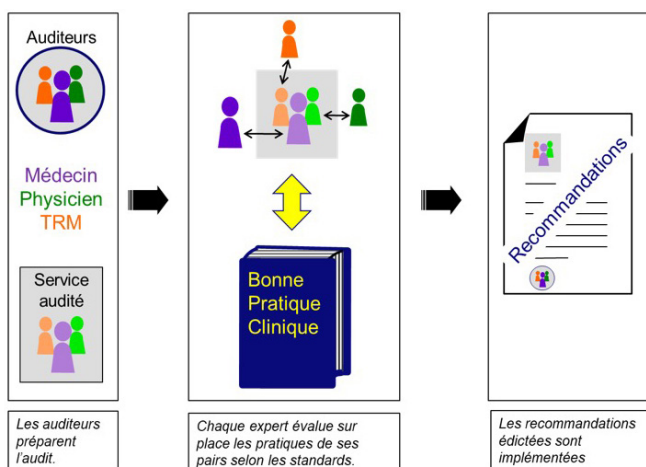 Auditeurs
Médecin
Physicien
TRM
Service
audité
Les auditeurs
préparent
l'audit.
Bonne
Pratique
Clinique
Chaque expert évalue sur
place les pratiques de ses
pairs selon les standards.
Recommandations
Les recommandations
édictées sont
implémentées